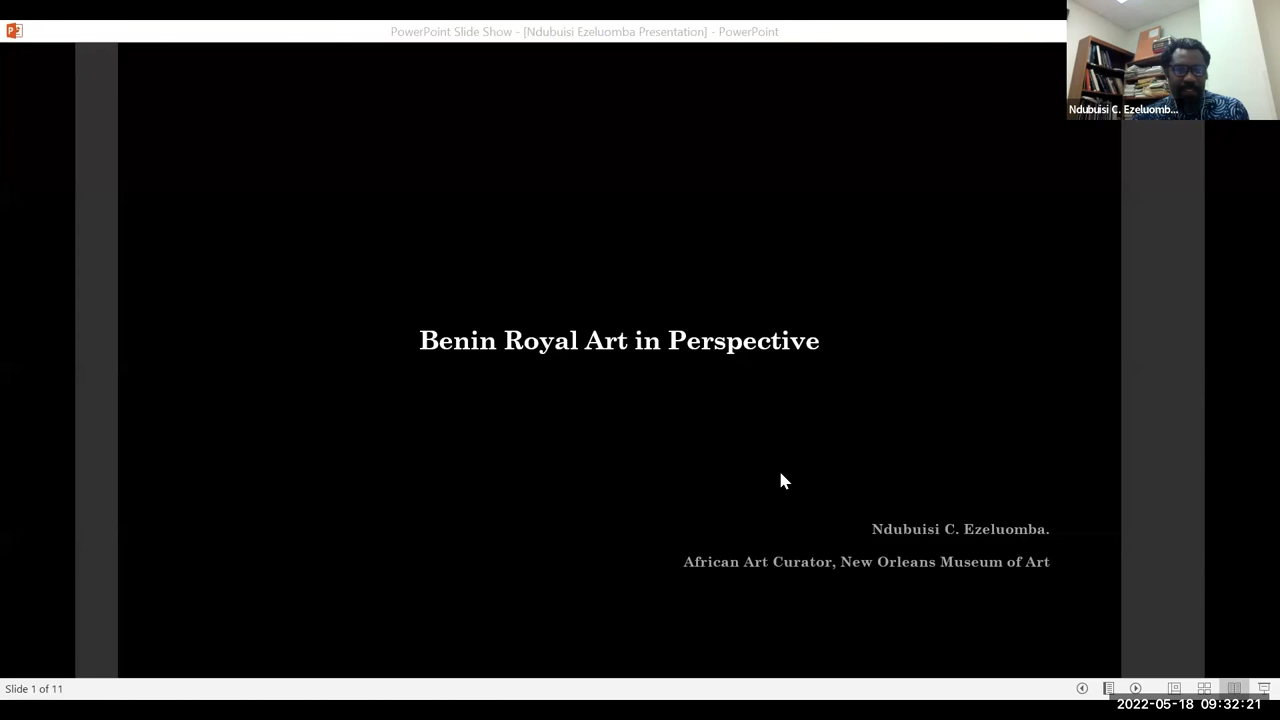 PowerPoint Slide Show - [Ndubuisi Ezeluomba Presentation] - PowerPoint
Ndubuisi C. Ezeluomb...
Benin Royal Art in Perspective
Ndubuisi C. Ezeluomba.
African Art Curator, New Orleans Museum of Art
Slide 1 of 11
2022-05-18 09:32:21